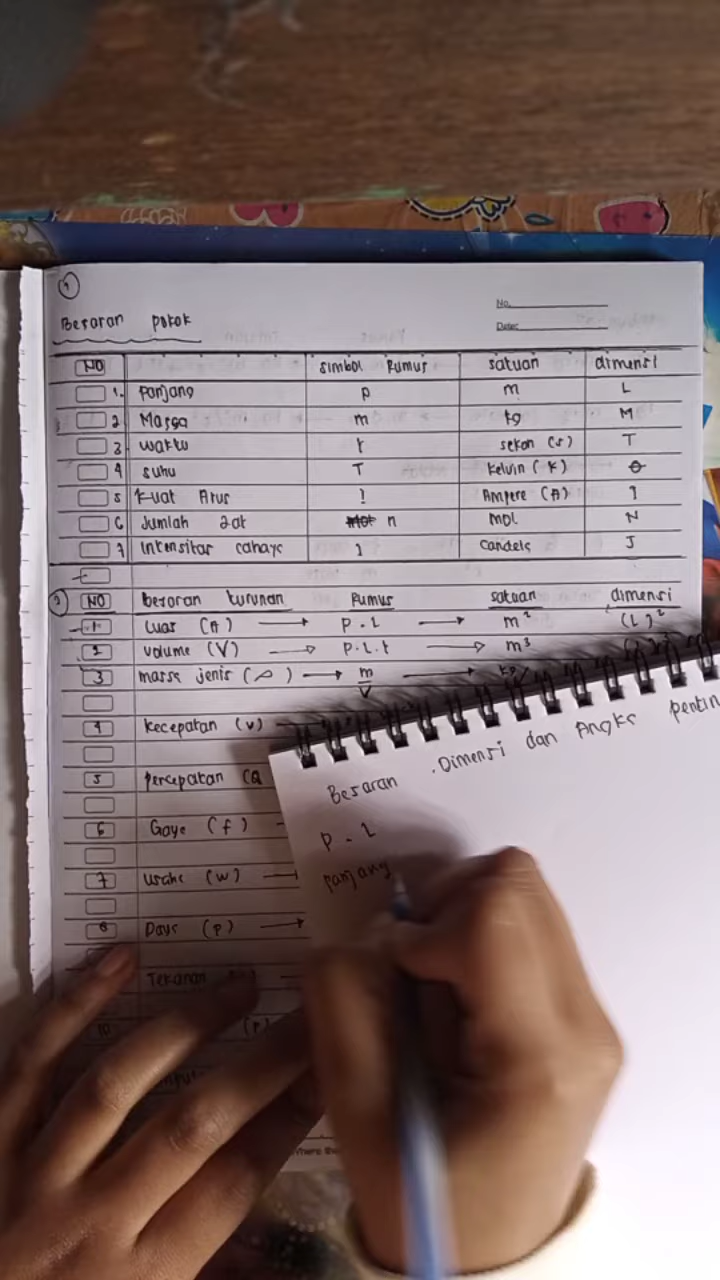 1
No.
Date:
Besaran pokok
NO simbol Rumus satuan dimensi
1. panjang p m L
2 Massa m kg M
3 waktu t sekon (s) T
4 suhu T Kelvin (K) θ
5 Kuat Arus I Ampere (A) I
6 Jumlah zat n MOL N
7 Intensitas cahaya J Candela J
2 NO besaran turunan Rumus satuan dimensi
1 Luas (A) → p . l → m² (L)²
2 volume (V) → p.l.t → m³
3 massa jenis (ρ) → m/V → kg/
4 kecepatan (v) →
5 percepatan (a
6 Gaya (f) -
7 usaha (w) →
8 Daya (p) →
Tekanan
10 (p)
Besaran . Dimensi dan Angka pentin
p . l
panjang